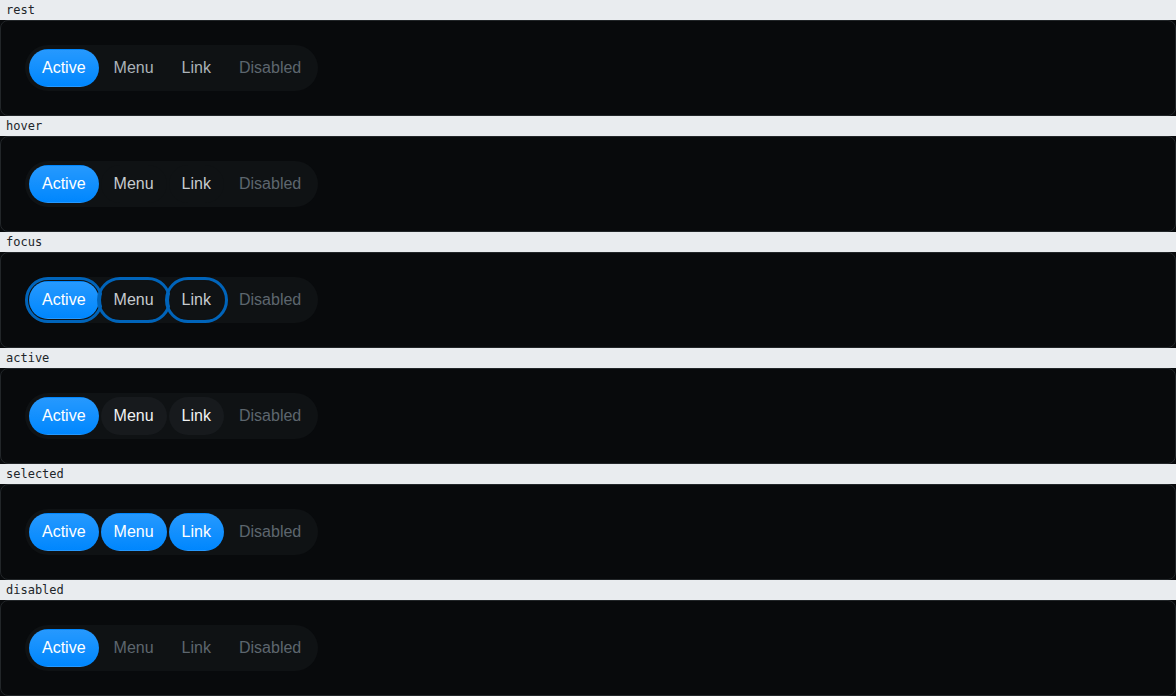 rest
Active Menu Link Disabled
hover
Active Menu Link Disabled
focus
Active Menu Link Disabled
active
Active Menu Link Disabled
selected
Active Menu Link Disabled
disabled
Active Menu Link Disabled